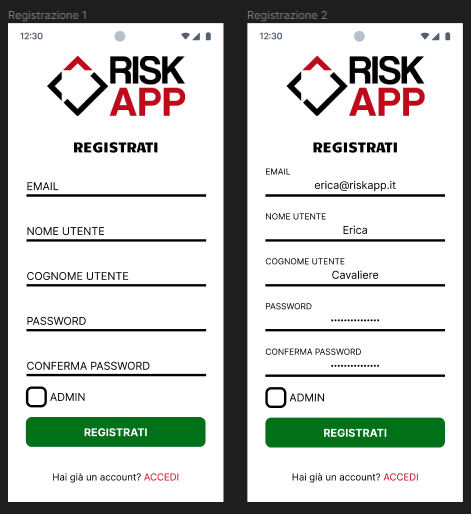 Registrazione 1
12:30
RISK
APP
REGISTRATI
EMAIL
NOME UTENTE
COGNOME UTENTE
PASSWORD
CONFERMA PASSWORD
ADMIN
REGISTRATI
Hai già un account? ACCEDI
Registrazione 2
12:30
RISK
APP
REGISTRATI
EMAIL
erica@riskapp.it
NOME UTENTE
Erica
COGNOME UTENTE
Cavaliere
PASSWORD
•••••••••••••••
CONFERMA PASSWORD
•••••••••••••••
ADMIN
REGISTRATI
Hai già un account? ACCEDI